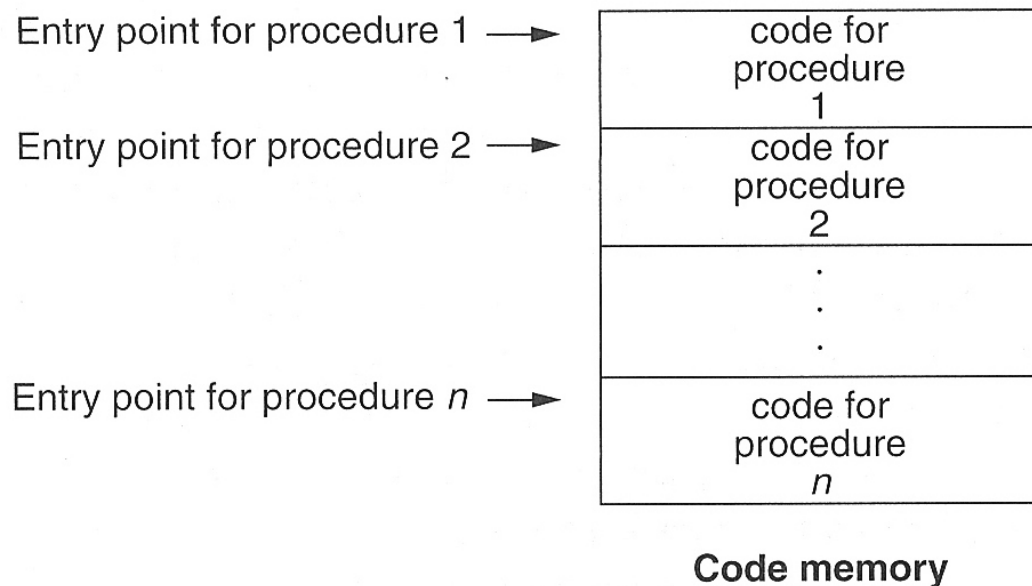 Entry point for procedure 1
code for
procedure
1
Entry point for procedure 2
code for
procedure
2
.
.
.
Entry point for procedure n
code for
procedure
n
Code memory